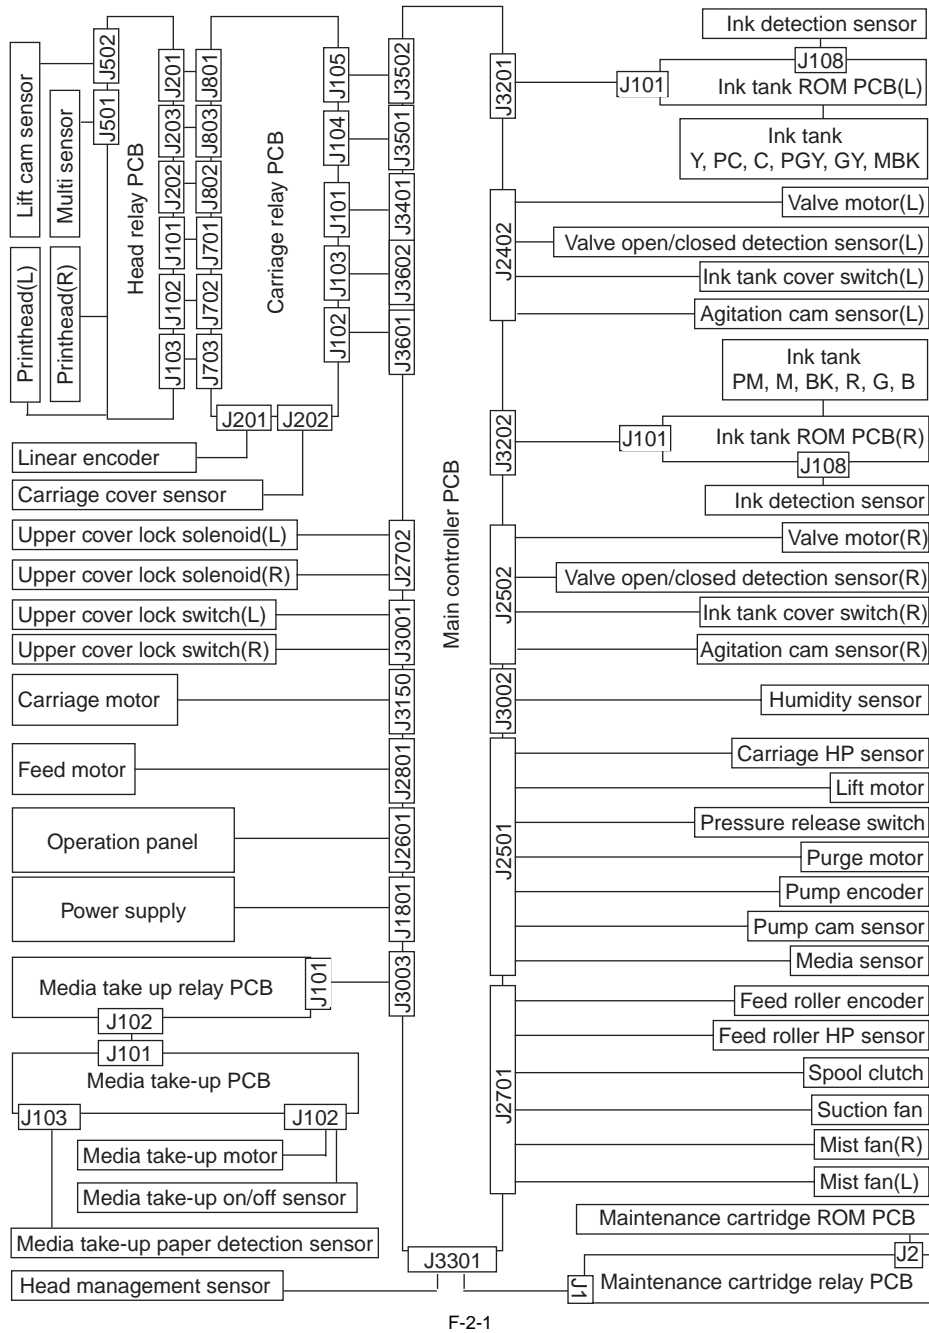 Lift cam sensor
Multi sensor
Printhead(L)
Printhead(R)
J502
J501
Head relay PCB
J201
J203
J202
J101
J102
J103
J801
J803
J802
J701
J702
J703
Carriage relay PCB
J105
J104
J101
J103
J102
J201
J202
Linear encoder
Carriage cover sensor
Upper cover lock solenoid(L)
Upper cover lock solenoid(R)
Upper cover lock switch(L)
Upper cover lock switch(R)
Carriage motor
Feed motor
Operation panel
Power supply
Media take up relay PCB
J101
J102
J101
Media take-up PCB
J103
J102
Media take-up motor
Media take-up on/off sensor
Media take-up paper detection sensor
Head management sensor
J3502
J3501
J3401
J3602
J3601
J2702
J3001
J3150
J2801
J2601
J1801
J3003
Main controller PCB
J3301
J3201
J2402
J3202
J2502
J3002
J2501
J2701
Ink detection sensor
J108
J101
Ink tank ROM PCB(L)
Ink tank
Y, PC, C, PGY, GY, MBK
Valve motor(L)
Valve open/closed detection sensor(L)
Ink tank cover switch(L)
Agitation cam sensor(L)
Ink tank
PM, M, BK, R, G, B
J101
Ink tank ROM PCB(R)
J108
Ink detection sensor
Valve motor(R)
Valve open/closed detection sensor(R)
Ink tank cover switch(R)
Agitation cam sensor(R)
Humidity sensor
Carriage HP sensor
Lift motor
Pressure release switch
Purge motor
Pump encoder
Pump cam sensor
Media sensor
Feed roller encoder
Feed roller HP sensor
Spool clutch
Suction fan
Mist fan(R)
Mist fan(L)
Maintenance cartridge ROM PCB
J2
J1
Maintenance cartridge relay PCB
F-2-1